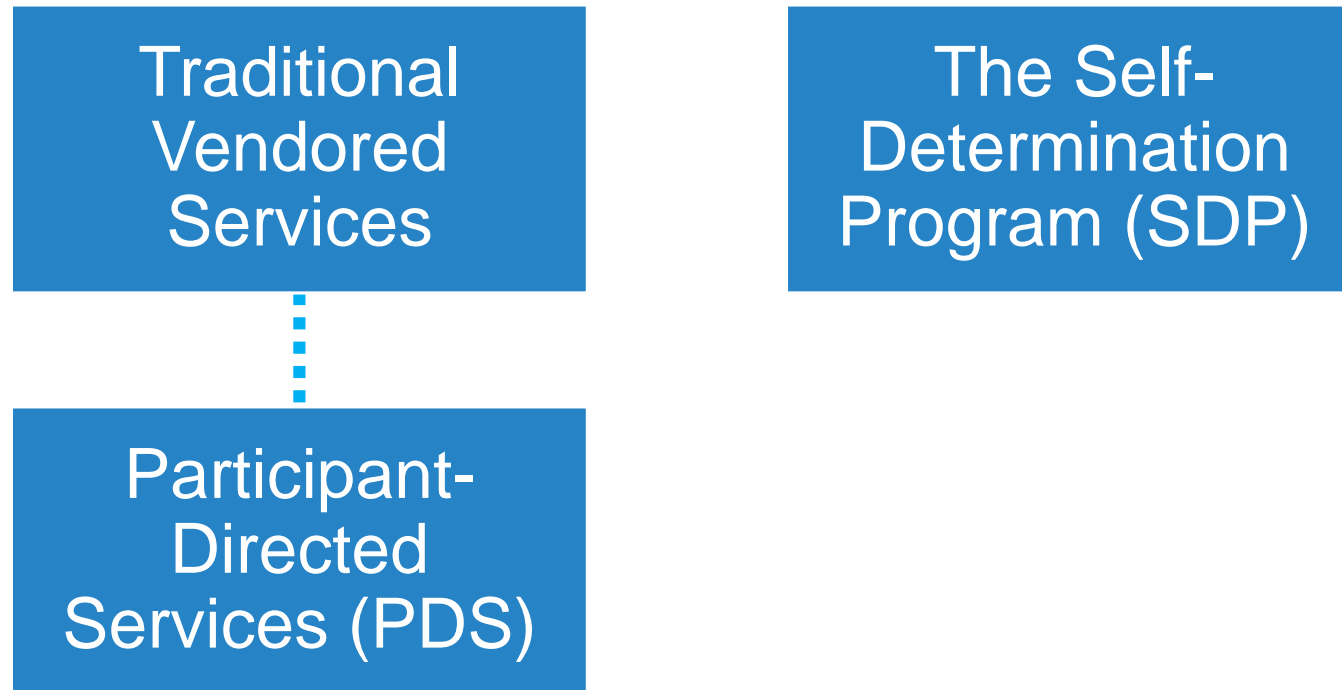 Traditional
Vendored
Services
The Self-
Determination
Program (SDP)
Participant-
Directed
Services (PDS)